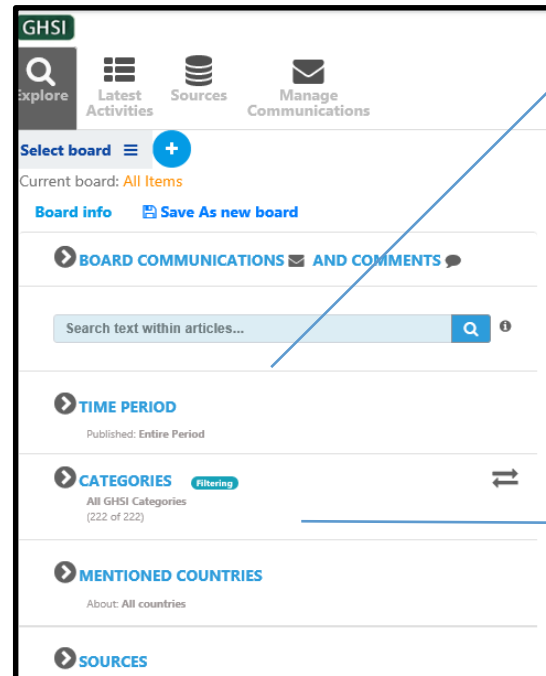 GHSI
Explore
Latest Activities
Sources
Manage Communications
Select board
Current board: All Items
Board info Save As new board
BOARD COMMUNICATIONS AND COMMENTS
Search text within articles...
TIME PERIOD
Published: Entire Period
CATEGORIES Filtering
All GHSI Categories
(222 of 222)
MENTIONED COUNTRIES
About: All countries
SOURCES